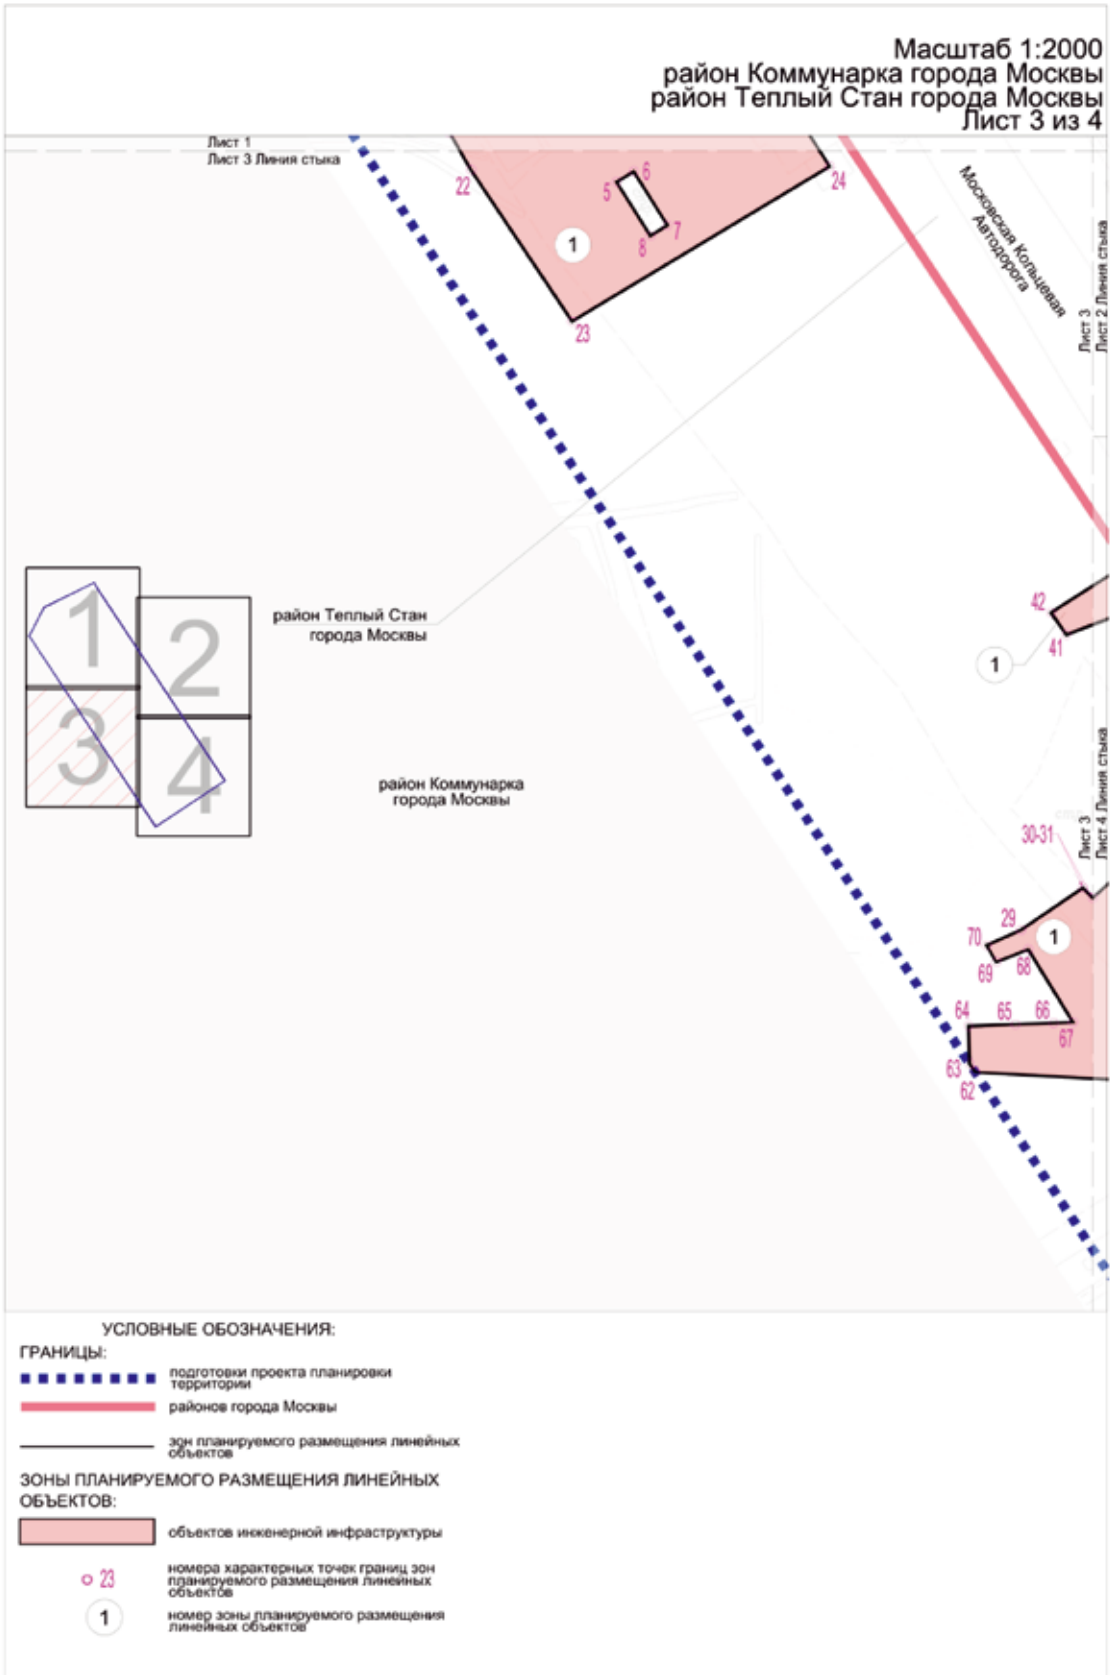 Масштаб 1:2000
район Коммунарка города Москвы
район Теплый Стан города Москвы
Лист 3 из 4
Лист 1
Лист 3 Линия стыка
22
5
6
7
8
1
24
23
Московская Кольцевая
Автодорога
Лист 3
Лист 2 Линия стыка
1
2
3
4
район Теплый Стан
города Москвы
42
41
1
район Коммунарка
города Москвы
Лист 3
Лист 4 Линия стыка
30-31
29
1
70
69
68
64
65
66
67
63
62
УСЛОВНЫЕ ОБОЗНАЧЕНИЯ:
ГРАНИЦЫ:
подготовки проекта планировки
территории
районов города Москвы
зон планируемого размещения линейных
объектов
ЗОНЫ ПЛАНИРУЕМОГО РАЗМЕЩЕНИЯ ЛИНЕЙНЫХ
ОБЪЕКТОВ:
объектов инженерной инфраструктуры
23
номера характерных точек границ зон
планируемого размещения линейных
объектов
1
номер зоны планируемого размещения
линейных объектов